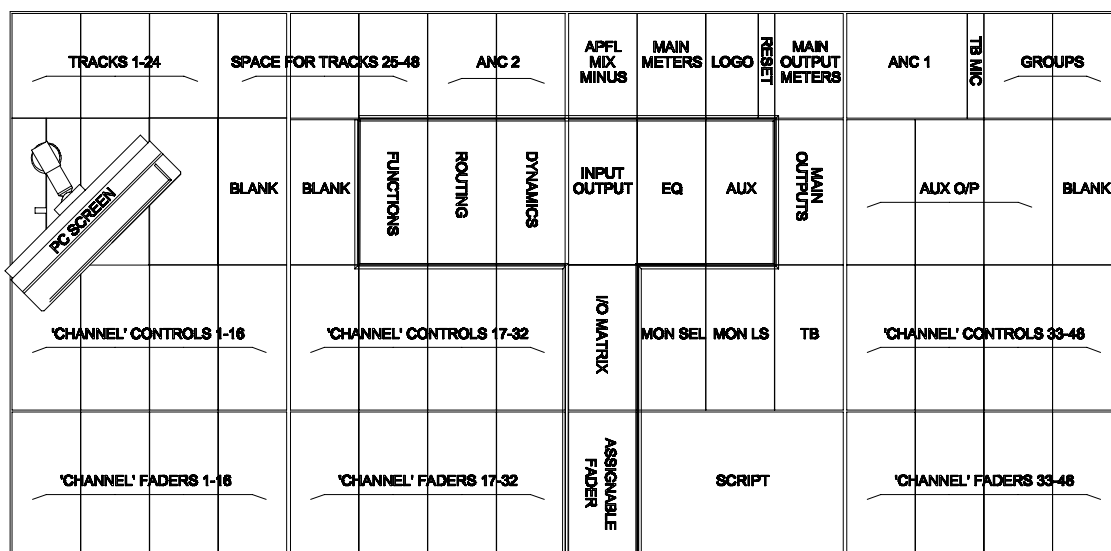 TRACKS 1-24
SPACE FOR TRACKS 25-48
ANC 2
APFL
MIX
MINUS
MAIN
METERS
LOGO
RESET
MAIN
OUTPUT
METERS
ANC 1
TB MIC
GROUPS
PC SCREEN
BLANK
BLANK
FUNCTIONS
ROUTING
DYNAMICS
INPUT
OUTPUT
EQ
AUX
MAIN
OUTPUTS
AUX O/P
BLANK
'CHANNEL' CONTROLS 1-16
'CHANNEL' CONTROLS 17-32
I/O MATRIX
MON SEL
MON LS
TB
'CHANNEL' CONTROLS 33-48
'CHANNEL' FADERS 1-16
'CHANNEL' FADERS 17-32
ASSIGNABLE
FADER
SCRIPT
'CHANNEL' FADERS 33-48